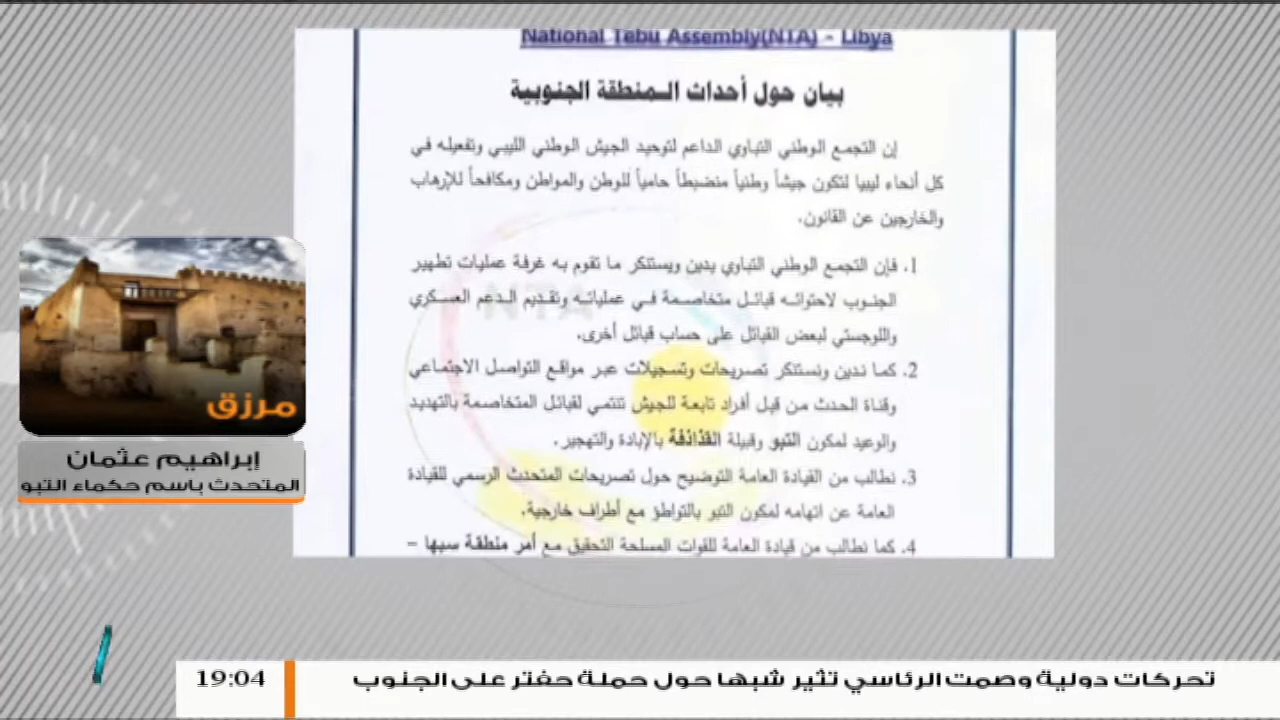 National Tebu Assembly(NTA) - Libya
بيان حول أحداث المنطقة الجنوبية
إن التجمع الوطني التباوي الداعم لتوحيد الجيش الوطني الليبي وتفعيله في
كل أنحاء ليبيا لتكون جيشاً وطنياً منضبطاً حامياً للوطن والمواطن ومكافحاً للإرهاب
والخارجين عن القانون.
1. فإن التجمع الوطني التباوي يدين ويستنكر ما تقوم به غرفة عمليات تطهير
الجنوب لاحتوائه قبائل متخاصمة في عملياته وتقديم الدعم العسكري
واللوجستي لبعض القبائل على حساب قبائل أخرى.
2. كما ندين ونستنكر تصريحات وتسجيلات عبر مواقع التواصل الاجتماعي
وقناة الحدث من قبل أفراد تابعة للجيش تنتمي لقبائل المتخاصمة بالتهديد
والوعيد لمكون التبو وقبيلة القذاذفة بالإبادة والتهجير.
3. نطالب من القيادة العامة التوضيح حول تصريحات المتحدث الرسمي للقيادة
العامة عن اتهامه لمكون التبو بالتواطؤ مع أطراف خارجية.
4. كما نطالب من قيادة العامة للقوات المسلحة التحقيق مع أمر منطقة سبها –
NTA
مرزق
إبراهيم عثمان
المتحدث باسم حكماء التبو
تحركات دولية وصمت الرئاسي تثير شبها حول حملة حفتر على الجنوب
19:04